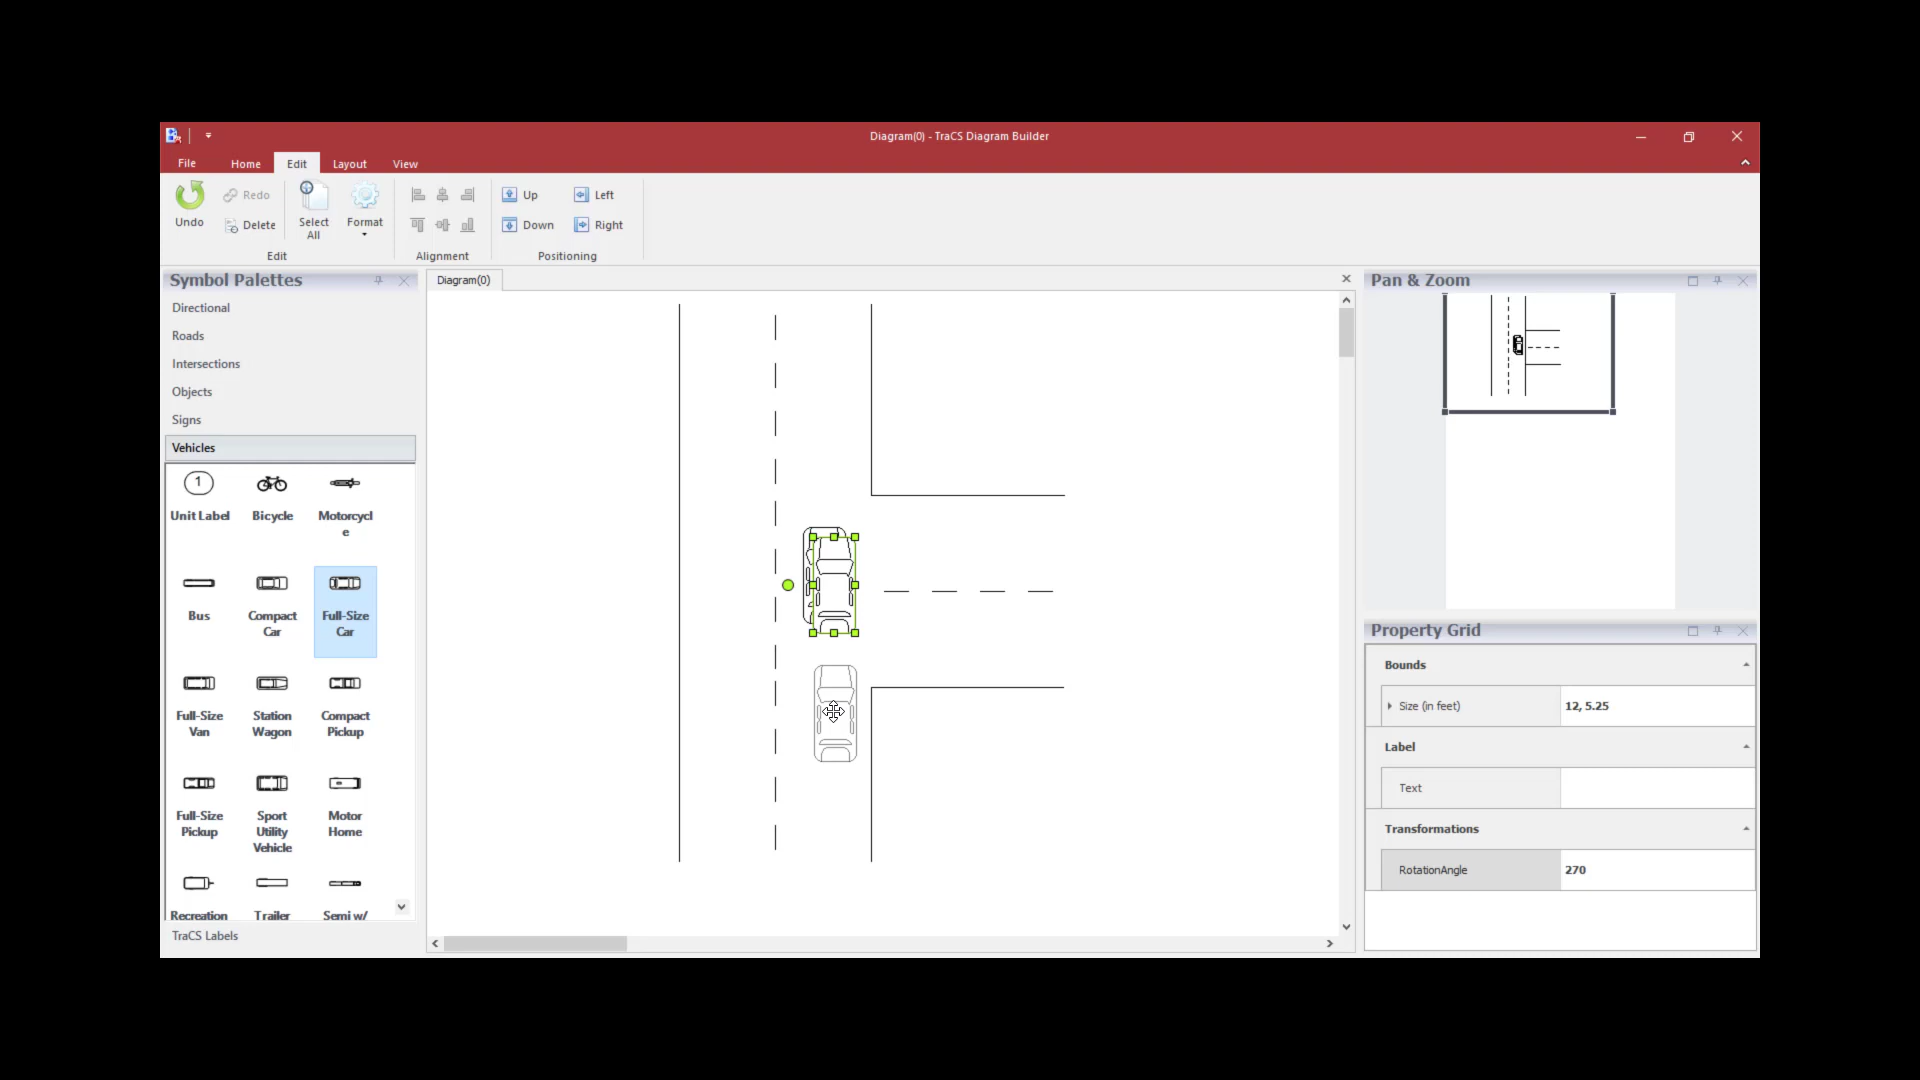 Diagram(0) - TraCS Diagram Builder
File Home Edit Layout View
Undo
Redo
Delete
Select
All
Format
Up
Down
Left
Right
Edit
Alignment
Positioning
Symbol Palettes
Directional
Roads
Intersections
Objects
Signs
Vehicles
1
Unit Label
Bicycle
Motorcycl
e
Bus
Compact
Car
Full-Size
Car
Full-Size
Van
Station
Wagon
Compact
Pickup
Full-Size
Pickup
Sport
Utility
Vehicle
Motor
Home
Recreation
Trailer
Semi w/
TraCS Labels
Diagram(0)
Pan & Zoom
Property Grid
Bounds
Size (in feet) 12, 5.25
Label
Text
Transformations
RotationAngle 270